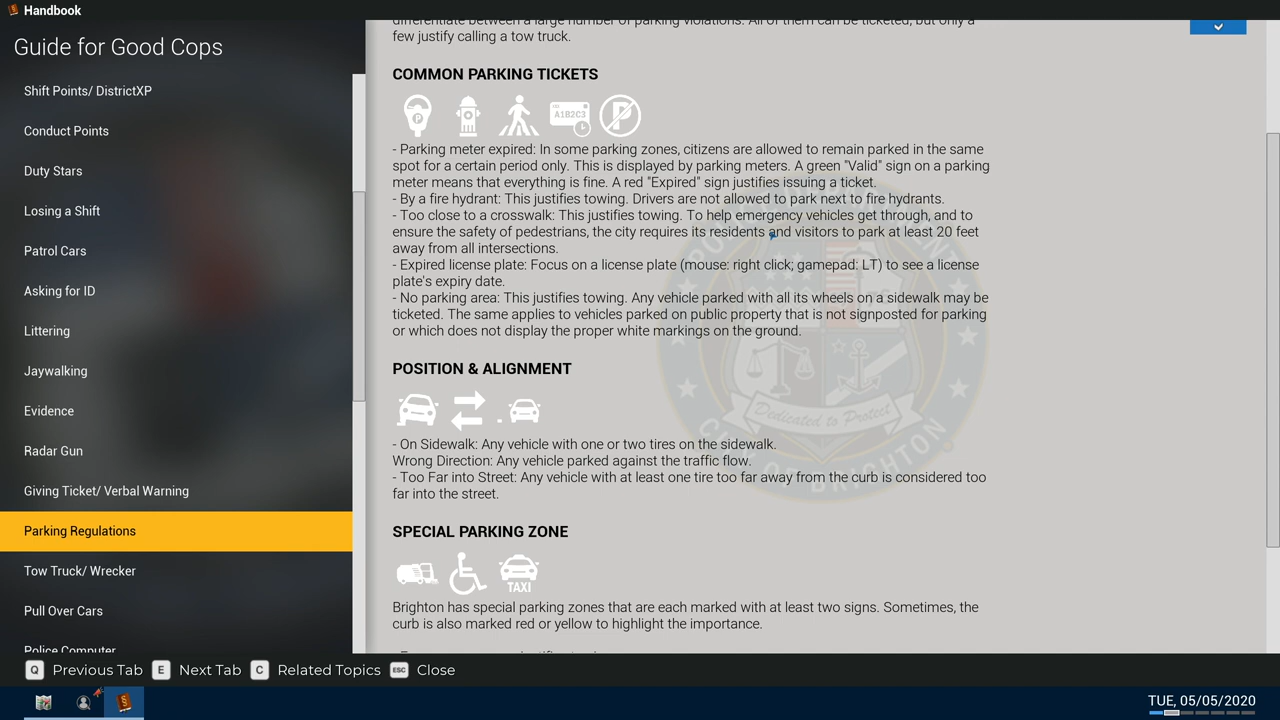 Handbook
Guide for Good Cops
Shift Points/ DistrictXP
Conduct Points
Duty Stars
Losing a Shift
Patrol Cars
Asking for ID
Littering
Jaywalking
Evidence
Radar Gun
Giving Ticket/ Verbal Warning
Parking Regulations
Tow Truck/ Wrecker
Pull Over Cars
Police Computer
differentiate between a large number of parking violations. All of them can be ticketed, but only a
few justify calling a tow truck.
COMMON PARKING TICKETS
P
A1B2C3
P
- Parking meter expired: In some parking zones, citizens are allowed to remain parked in the same
spot for a certain period only. This is displayed by parking meters. A green "Valid" sign on a parking
meter means that everything is fine. A red "Expired" sign justifies issuing a ticket.
- By a fire hydrant: This justifies towing. Drivers are not allowed to park next to fire hydrants.
- Too close to a crosswalk: This justifies towing. To help emergency vehicles get through, and to
ensure the safety of pedestrians, the city requires its residents and visitors to park at least 20 feet
away from all intersections.
- Expired license plate: Focus on a license plate (mouse: right click; gamepad: LT) to see a license
plate's expiry date.
- No parking area: This justifies towing. Any vehicle parked with all its wheels on a sidewalk may be
ticketed. The same applies to vehicles parked on public property that is not signposted for parking
or which does not display the proper white markings on the ground.
POSITION & ALIGNMENT
- On Sidewalk: Any vehicle with one or two tires on the sidewalk.
Wrong Direction: Any vehicle parked against the traffic flow.
- Too Far into Street: Any vehicle with at least one tire too far away from the curb is considered too
far into the street.
Dedicated to Protect
CITY OF BRIGHTON
SPECIAL PARKING ZONE
TAXI
Brighton has special parking zones that are each marked with at least two signs. Sometimes, the
curb is also marked red or yellow to highlight the importance.
Q Previous Tab E Next Tab C Related Topics ESC Close
TUE, 05/05/2020